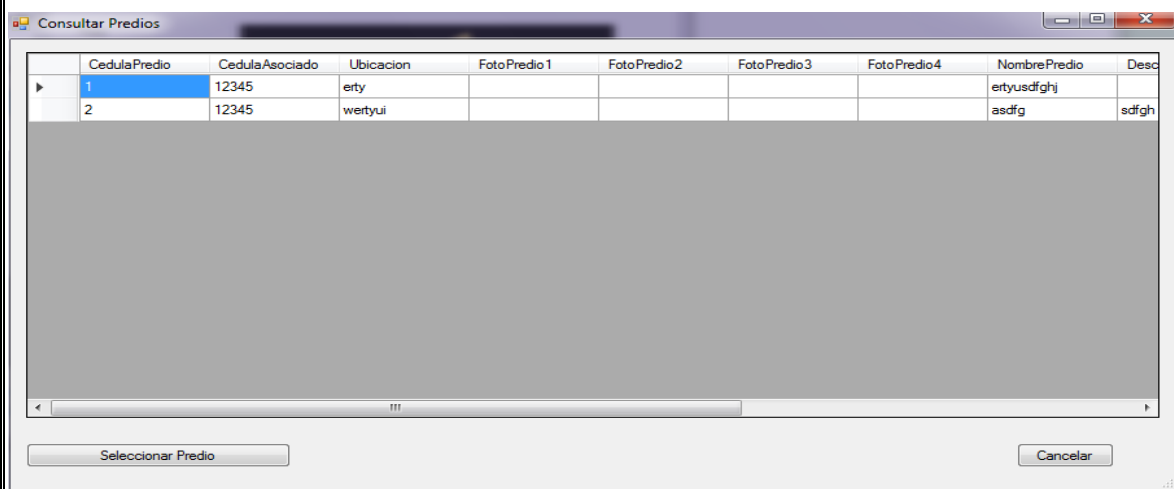 Consultar Predios
CedulaPredio CedulaAsociado Ubicacion FotoPredio1 FotoPredio2 FotoPredio3 FotoPredio4 NombrePredio Desc
1 12345 erty ertyusdfghj
2 12345 wertyui asdfg sdfgh
Seleccionar Predio Cancelar